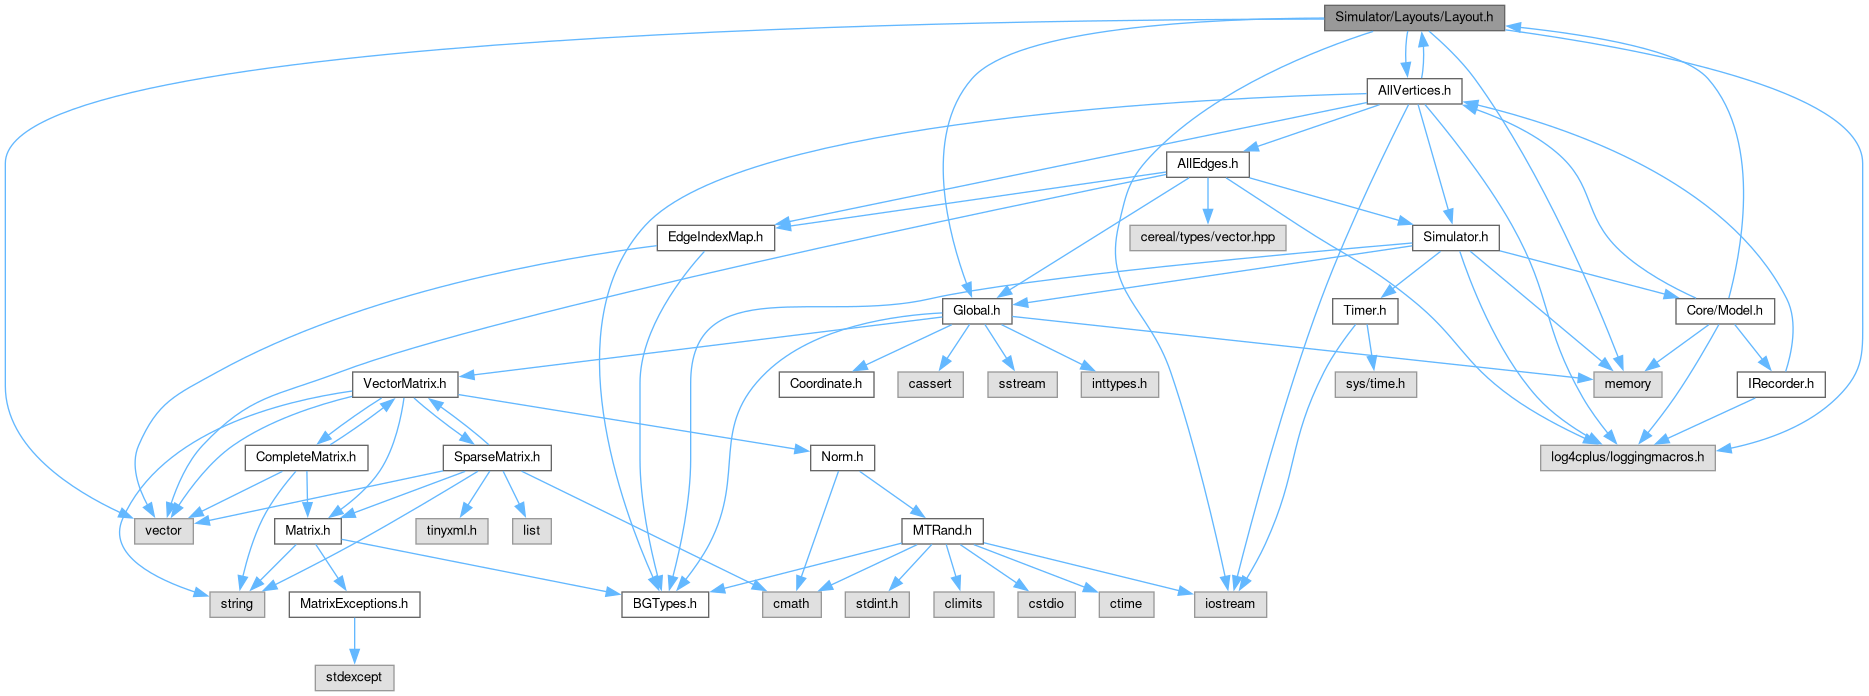 Simulator/Layouts/Layout.h
AllVertices.h
AllEdges.h
EdgeIndexMap.h
cereal/types/vector.hpp
Simulator.h
Global.h
Timer.h
Core/Model.h
VectorMatrix.h
Coordinate.h
cassert
sstream
inttypes.h
sys/time.h
memory
IRecorder.h
CompleteMatrix.h
SparseMatrix.h
Norm.h
log4cplus/loggingmacros.h
vector
Matrix.h
tinyxml.h
list
MTRand.h
string
MatrixExceptions.h
BGTypes.h
cmath
stdint.h
climits
cstdio
ctime
iostream
stdexcept